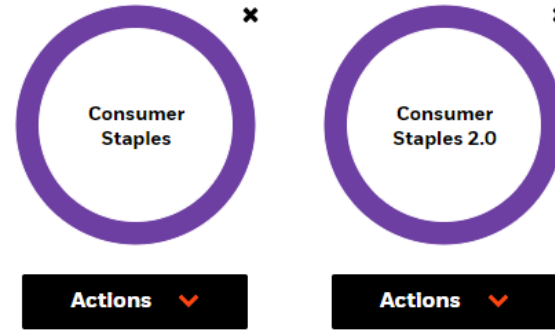 Consumer
Staples
Consumer
Staples 2.0
Actions
Actions